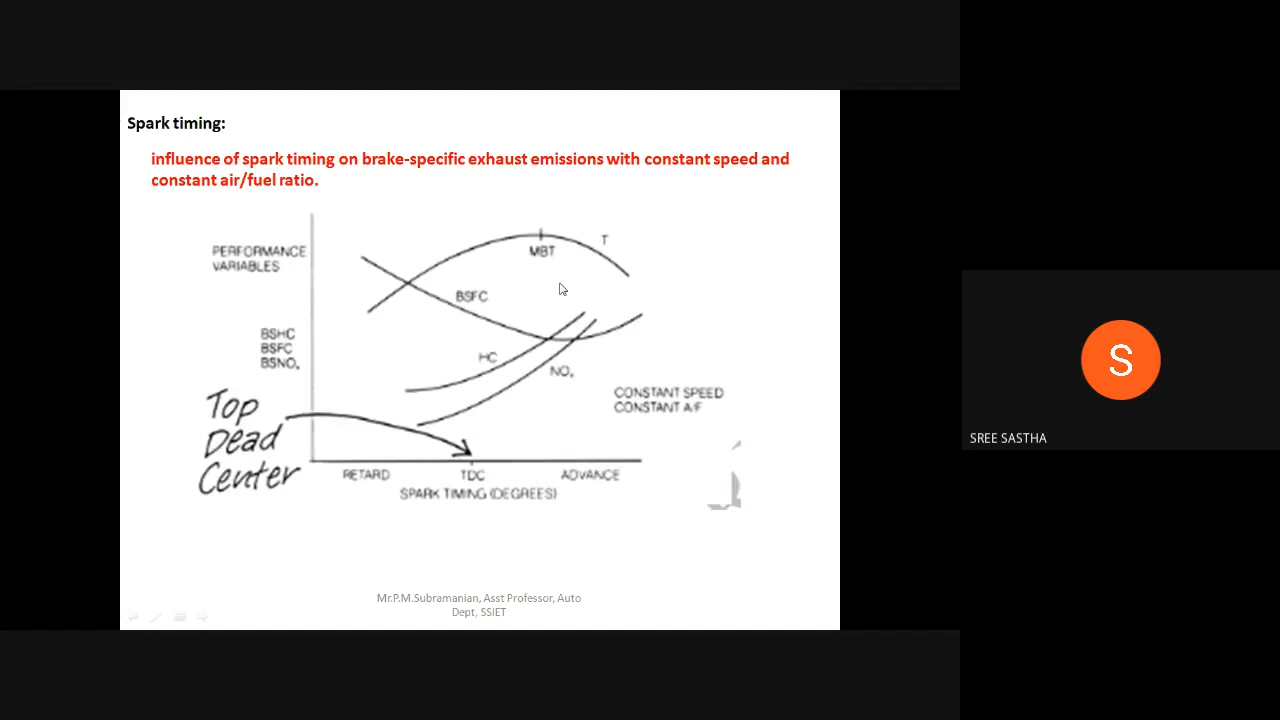 Spark timing:
influence of spark timing on brake-specific exhaust emissions with constant speed and
constant air/fuel ratio.
PERFORMANCE
VARIABLES
MBT
T
BSFC
BSHC
BSFC
BSNOx
HC
NOx
CONSTANT SPEED
CONSTANT A/F
Top
Dead
Center
RETARD TDC ADVANCE
SPARK TIMING (DEGREES)
Mr.P.M.Subramanian, Asst Professor, Auto
Dept, SSIET
S
SREE SASTHA